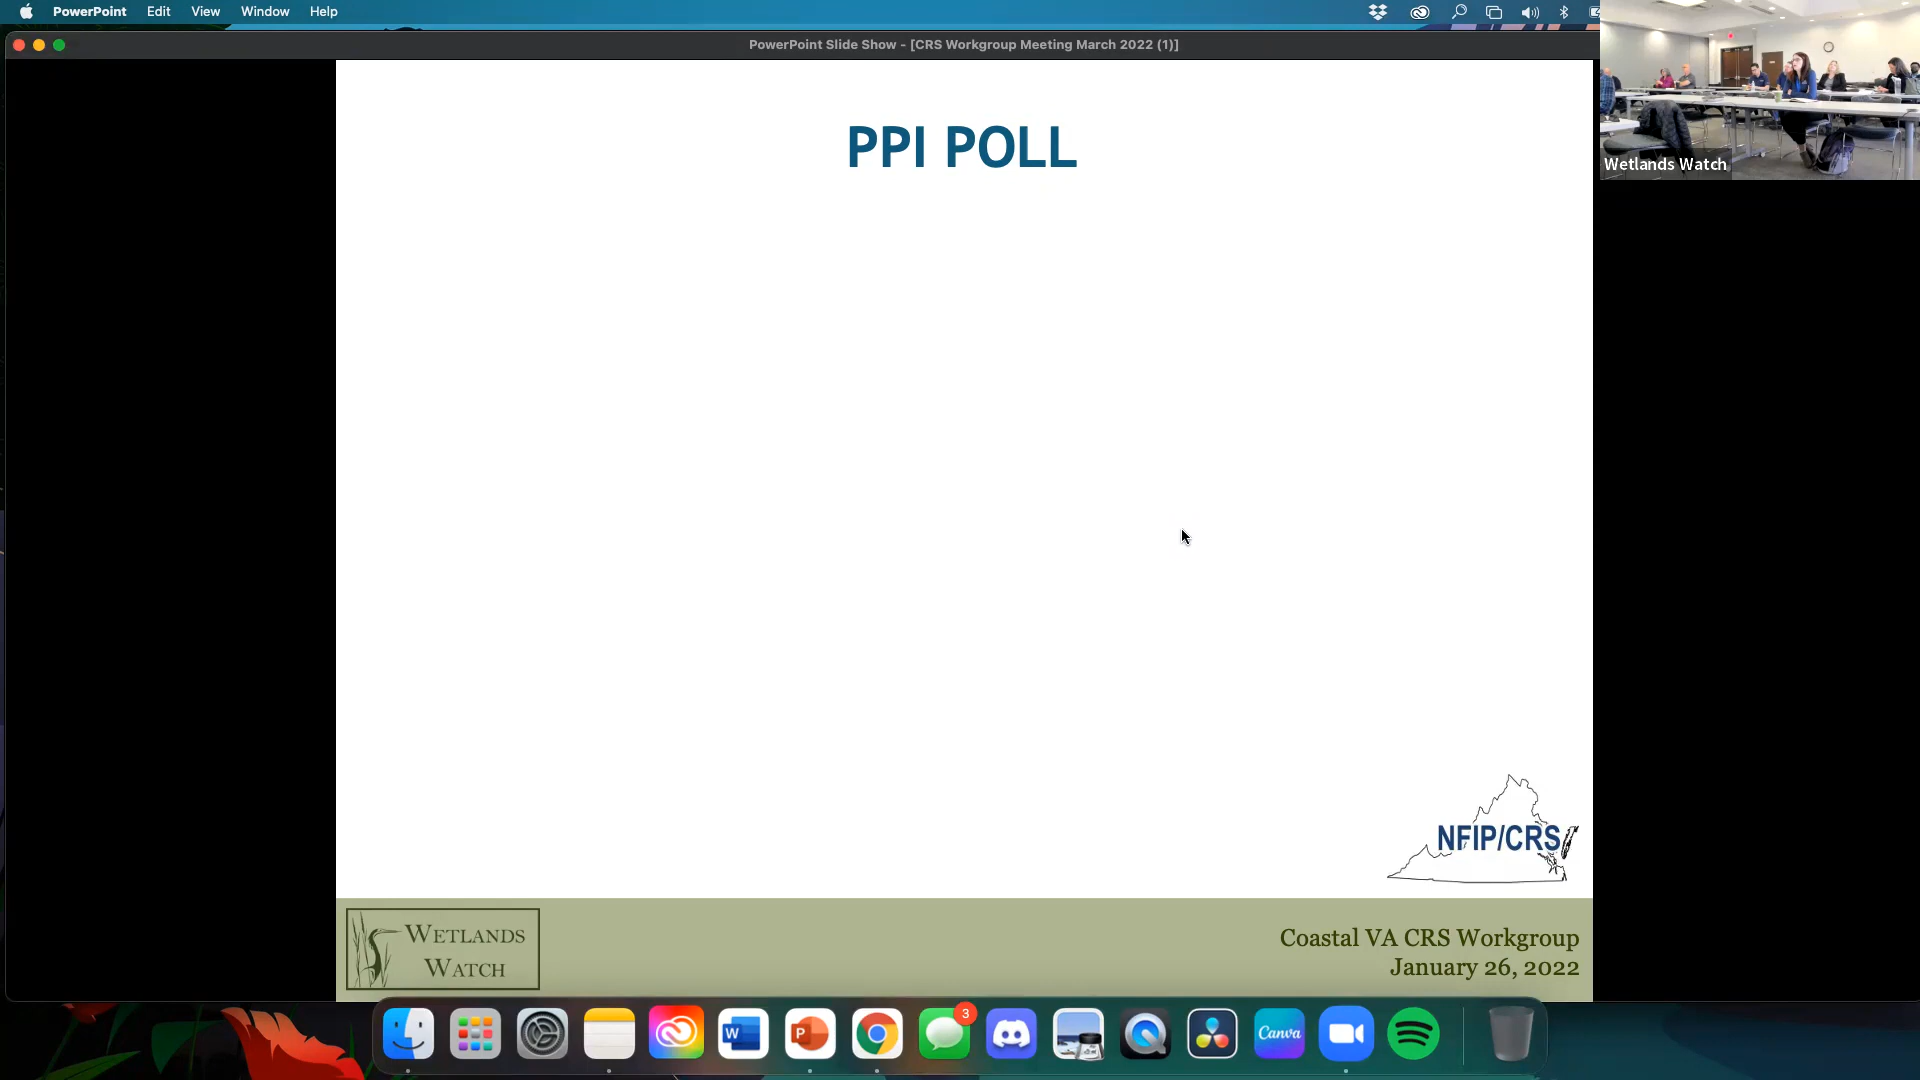 PowerPoint Edit View Window Help
PowerPoint Slide Show - [CRS Workgroup Meeting March 2022 (1)]
Wetlands Watch
PPI POLL
NFIP/CRS
WETLANDS
WATCH
Coastal VA CRS Workgroup
January 26, 2022
3
W
P
Canva